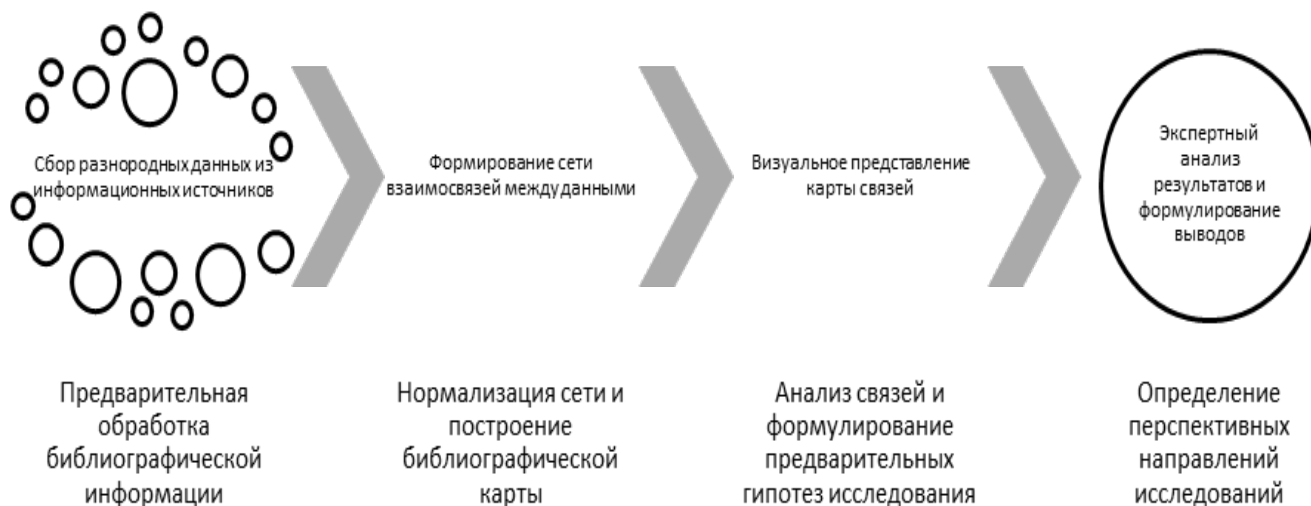 Сбор разнородных данных из
информационных источников
Формирование сети
взаимосвязей между данными
Визуальное представление
карты связей
Экспертный
анализ
результатов и
формулирование
выводов
Предварительная
обработка
библиографической
информации
Нормализация сети и
построение
библиографической
карты
Анализ связей и
формулирование
предварительных
гипотез исследования
Определение
перспективных
направлений
исследований